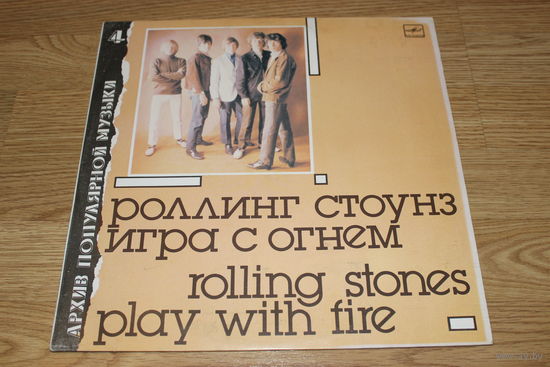 4
АРХИВ ПОПУЛЯРНОЙ МУЗЫКИ
роллинг стоунз
игра с огнем
rolling stones
play with fire